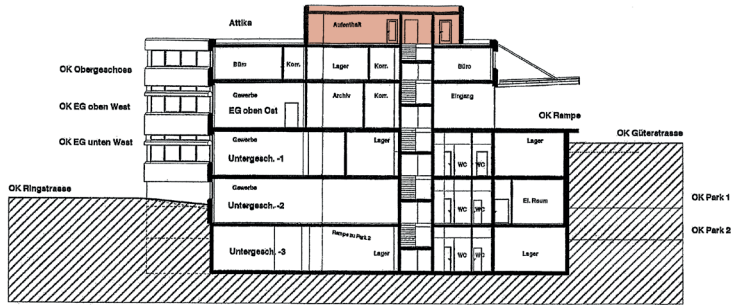 Attika
Aufenthalt
OK Obergeschoss
Büro
Korr.
Lager
Korr.
Büro
OK EG oben West
Gewerbe
EG oben Ost
Archiv
Korr.
Eingang
OK Rampe
OK EG unten West
Gewerbe
Untergesch. -1
Lager
WC
WC
Lager
OK Güterstrasse
OK Ringstrasse
Gewerbe
Untergesch. -2
WC
WC
El. Raum
OK Park 1
OK Park 2
Untergesch. -3
Rampe zu Park 2
Lager
WC
WC
Lager